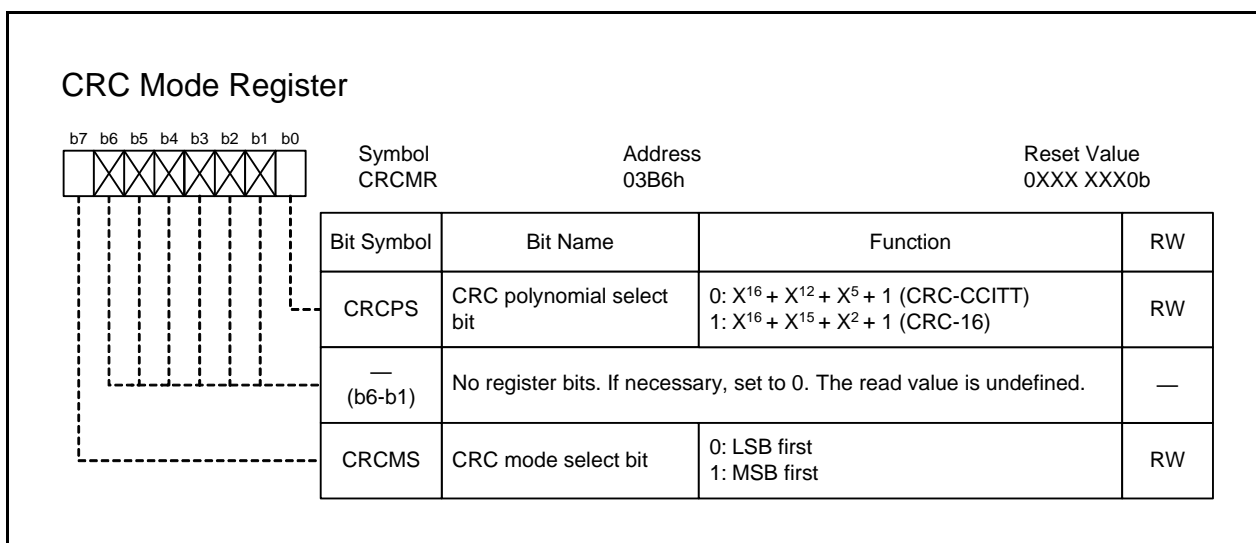 CRC Mode Register
b7 b6 b5 b4 b3 b2 b1 b0
Symbol Address Reset Value
CRCMR 03B6h 0XXX XXX0b
Bit Symbol Bit Name Function RW
CRCPS CRC polynomial select bit 0: X¹⁶ + X¹² + X⁵ + 1 (CRC-CCITT) RW
1: X¹⁶ + X¹⁵ + X² + 1 (CRC-16)
— (b6-b1) No register bits. If necessary, set to 0. The read value is undefined. —
CRCMS CRC mode select bit 0: LSB first RW
1: MSB first